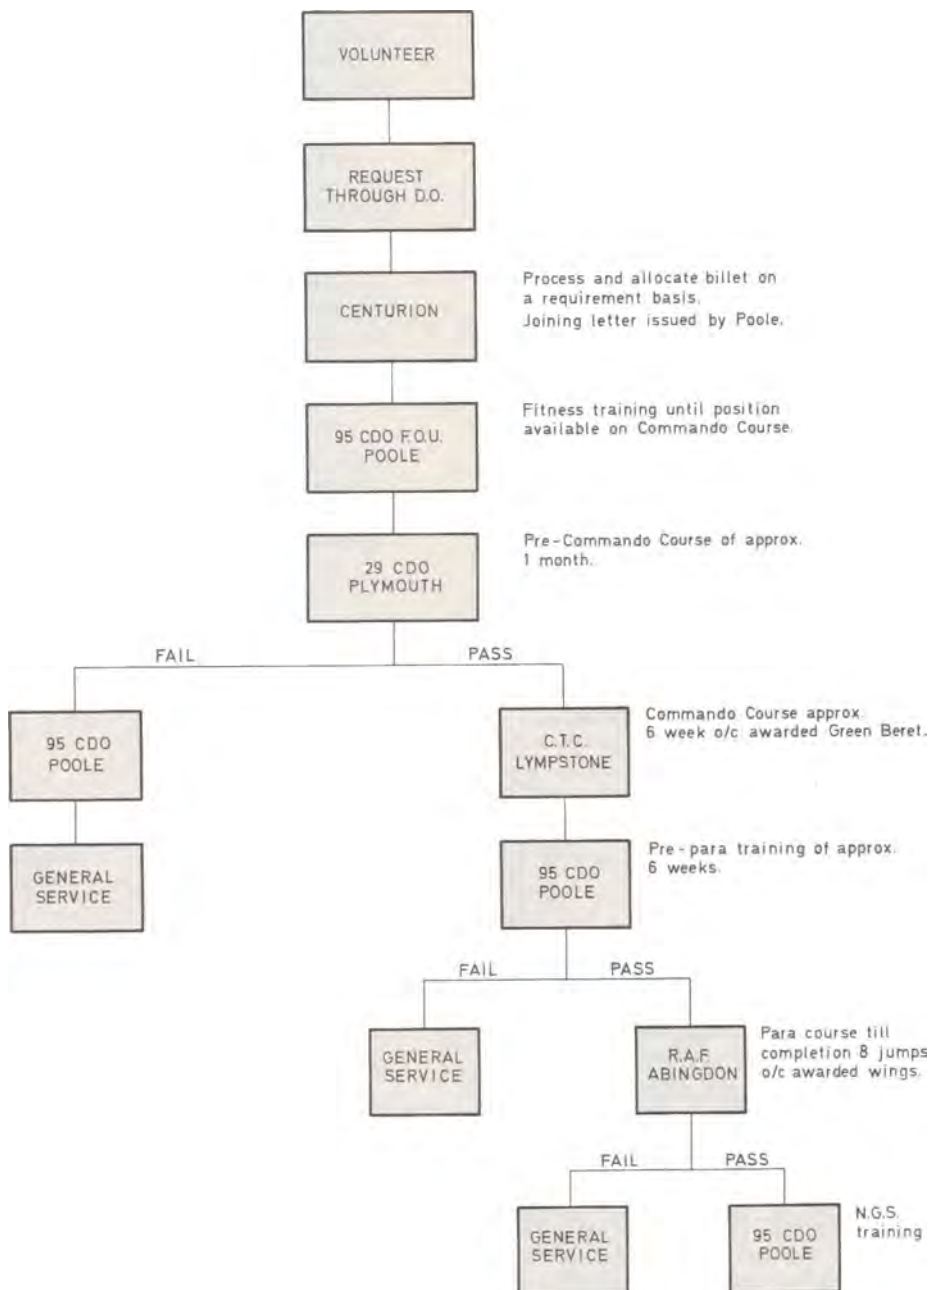 VOLUNTEER
REQUEST
THROUGH D.O.
CENTURION
Process and allocate billet on
a requirement basis.
Joining letter issued by Poole.
95 CDO F.O.U.
POOLE
Fitness training until position
available on Commando Course.
29 CDO
PLYMOUTH
Pre-Commando Course of approx.
1 month.
FAIL
PASS
95 CDO
POOLE
C.T.C.
LYMPSTONE
Commando Course approx.
6 week o/c awarded Green Beret.
GENERAL
SERVICE
95 CDO
POOLE
Pre-para training of approx.
6 weeks.
FAIL
PASS
GENERAL
SERVICE
R.A.F.
ABINGDON
Para course till
completion 8 jumps
o/c awarded wings.
FAIL
PASS
GENERAL
SERVICE
95 CDO
POOLE
N.G.S.
training